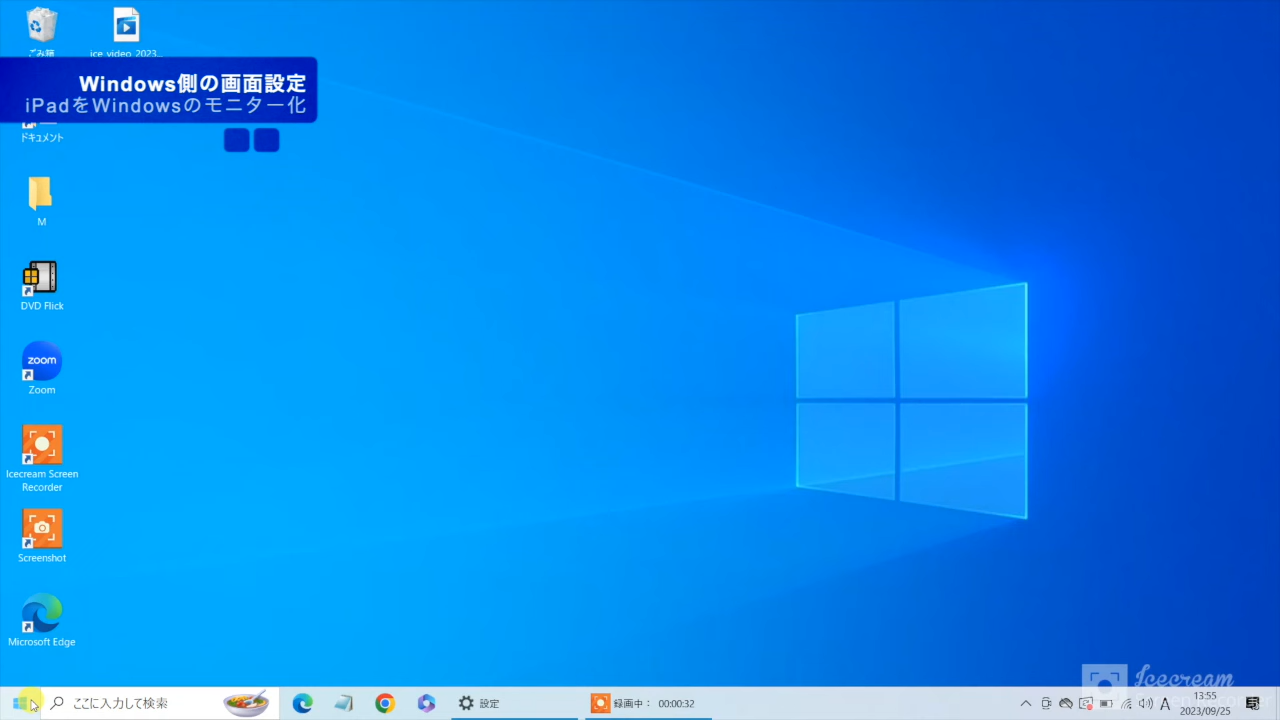 ごみ箱
ice_video_2023...
Windows側の画面設定
iPadをWindowsのモニター化
ドキュメント
M
DVD Flick
zoom
Zoom
Icecream Screen
Recorder
Screenshot
Microsoft Edge
Icecream
ここに入力して検索
設定
録画中： 00:00:32
A
13:55
2023/09/25